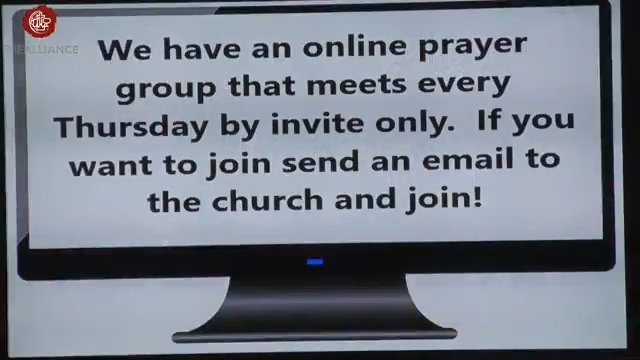 ALLIANCE
We have an online prayer
group that meets every
Thursday by invite only. If you
want to join send an email to
the church and join!